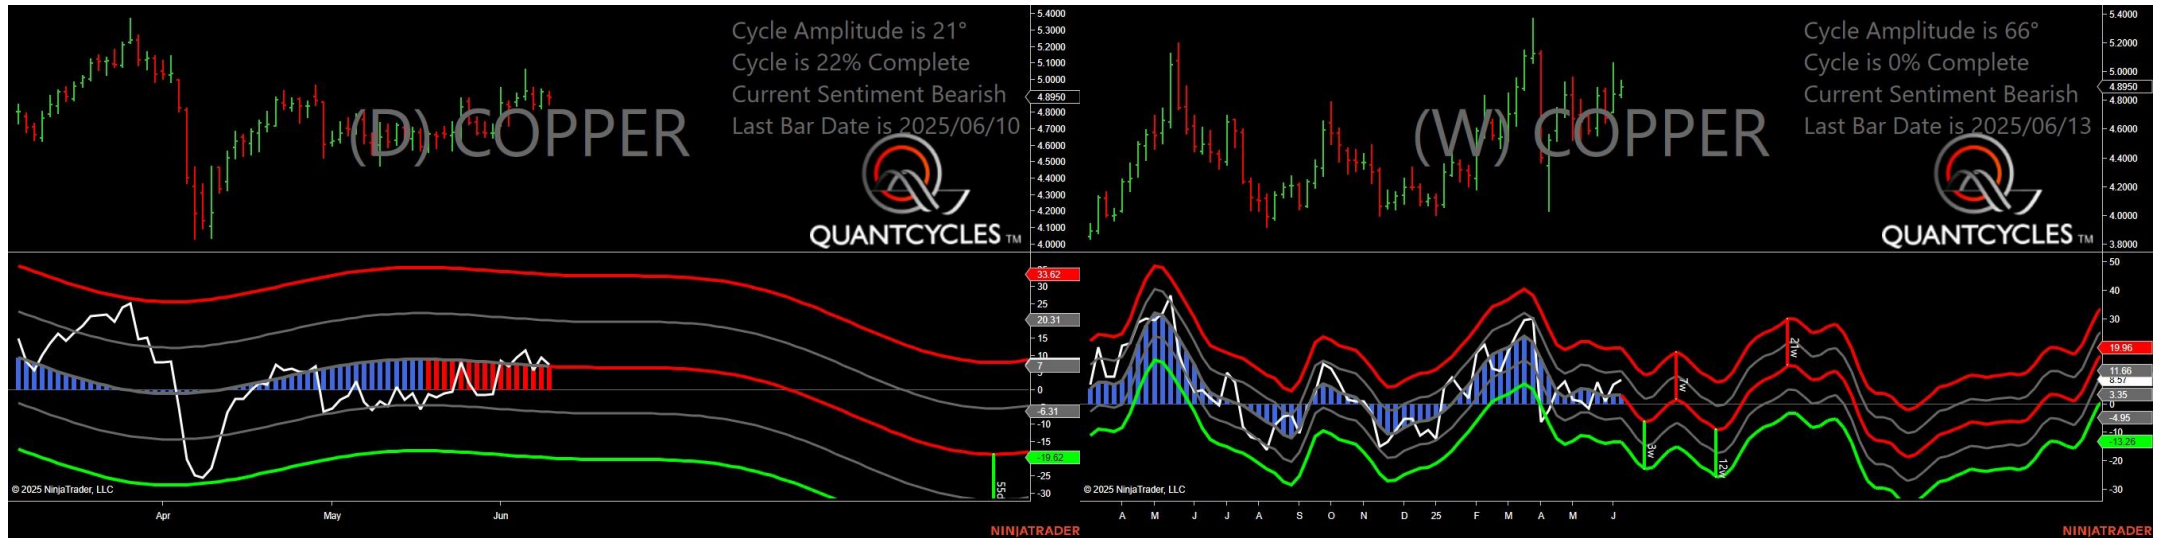 Cycle Amplitude is 21°
Cycle is 22% Complete
Current Sentiment Bearish
Last Bar Date is 2025/06/10
(D) COPPER
QUANTCYCLES TM
5.4000
5.3000
5.2000
5.1000
5.0000
4.8950
4.8000
4.7000
4.6000
4.5000
4.4000
4.3000
4.2000
4.1000
4.0000
33.62
30
25
20.31
15
10
7
5
0
-6.31
-10
-15
-19.62
-25
-30
55d
© 2025 NinjaTrader, LLC
Apr May Jun
NINJATRADER
Cycle Amplitude is 66°
Cycle is 0% Complete
Current Sentiment Bearish
Last Bar Date is 2025/06/13
(W) COPPER
QUANTCYCLES TM
5.4000
5.2000
5.0000
4.8950
4.8000
4.6000
4.4000
4.2000
4.0000
3.8000
50
40
30
19.96
11.66
8.57
3.35
0
-4.95
-10
-13.26
-20
-30
3w
7w
12w
21w
© 2025 NinjaTrader, LLC
A M J J A S O N D 25 F M A M J
NINJATRADER